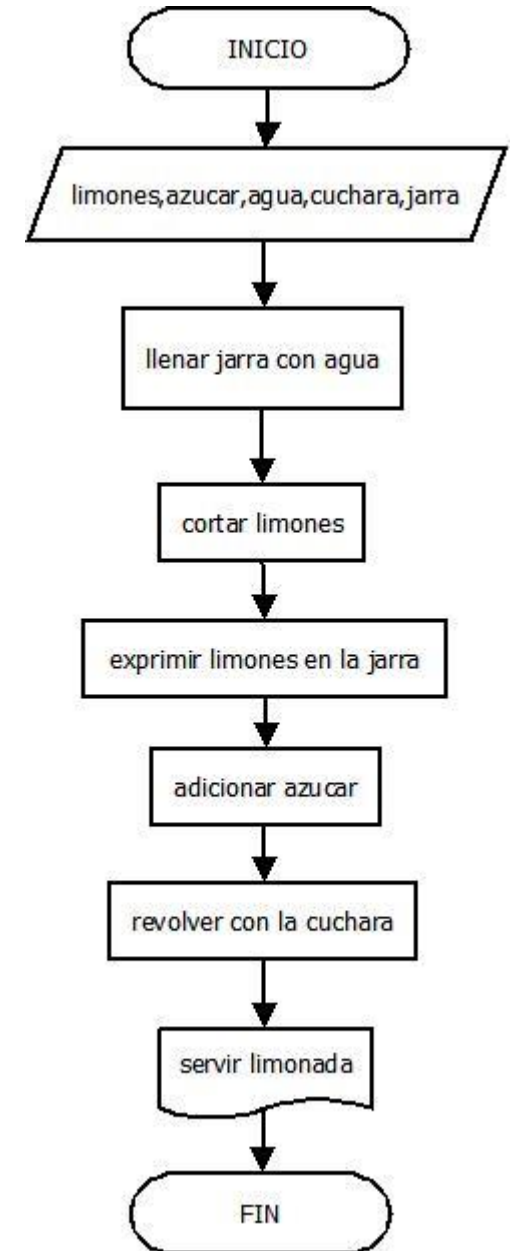 INICIO
limones,azucar,agua,cuchara,jarra
llenar jarra con agua
cortar limones
exprimir limones en la jarra
adicionar azucar
revolver con la cuchara
servir limonada
FIN